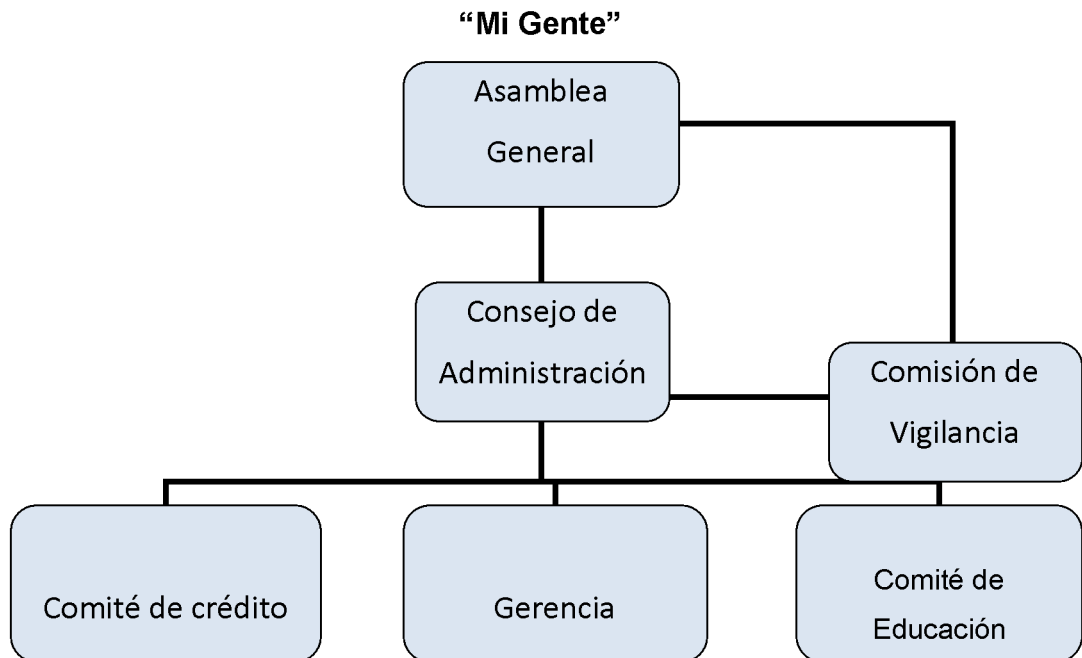 “Mi Gente”
Asamblea
General
Consejo de
Administración
Comisión de
Vigilancia
Comité de crédito
Gerencia
Comité de
Educación